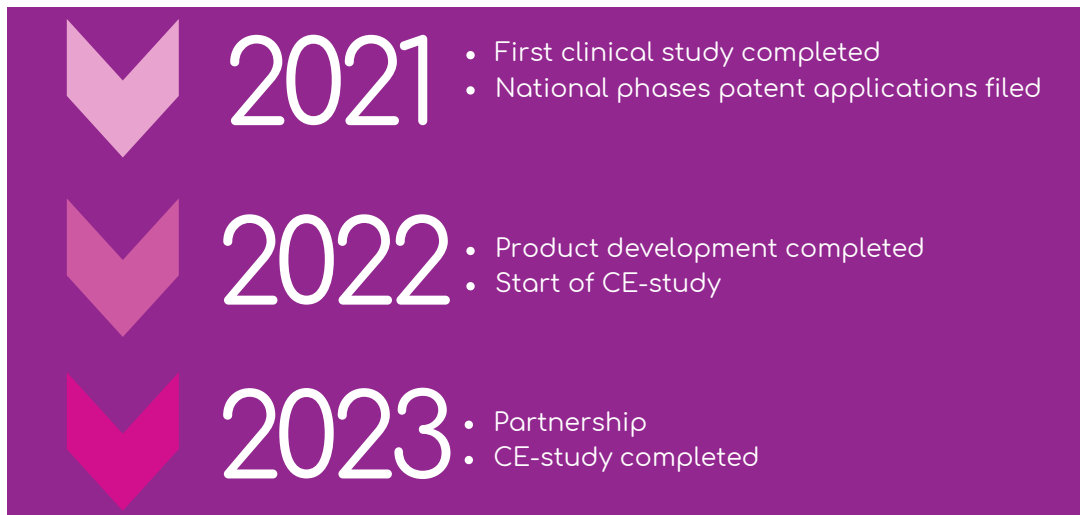 2021
• First clinical study completed
• National phases patent applications filed
2022
• Product development completed
• Start of CE-study
2023
• Partnership
• CE-study completed